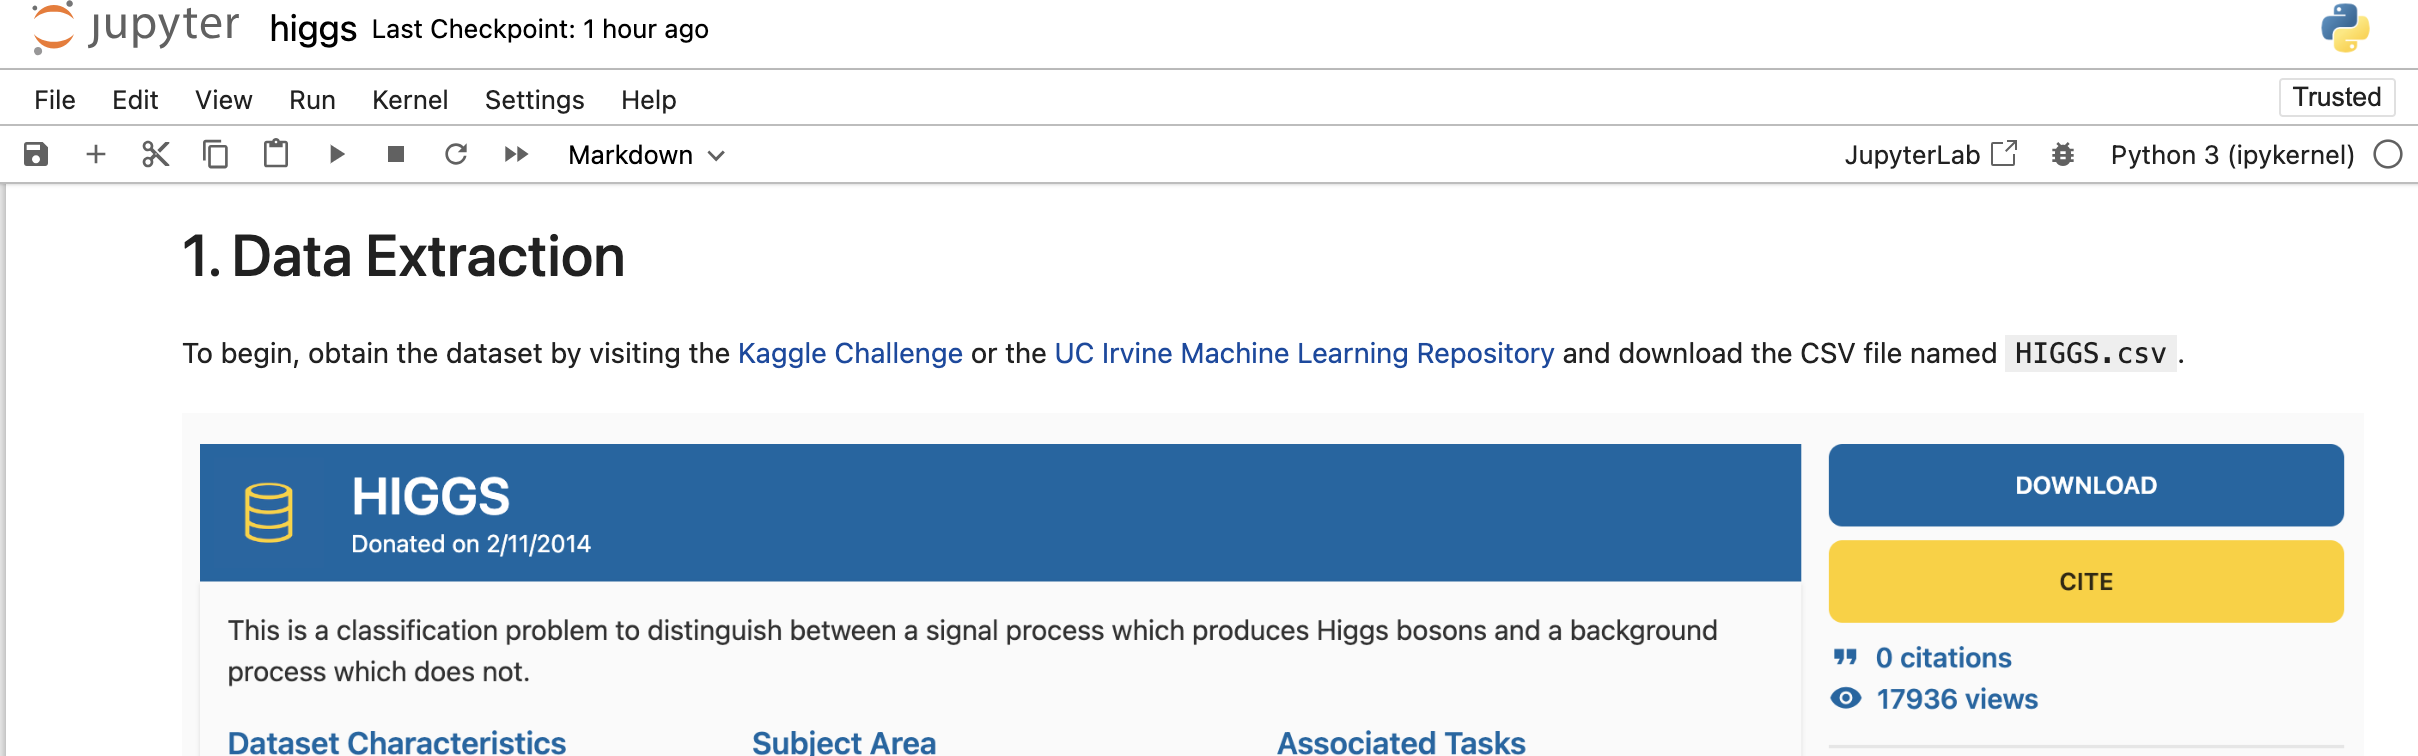 jupyter higgs Last Checkpoint: 1 hour ago
File Edit View Run Kernel Settings Help Trusted
Markdown JupyterLab Python 3 (ipykernel)
1. Data Extraction
To begin, obtain the dataset by visiting the Kaggle Challenge or the UC Irvine Machine Learning Repository and download the CSV file named HIGGS.csv.
HIGGS
Donated on 2/11/2014
This is a classification problem to distinguish between a signal process which produces Higgs bosons and a background
process which does not.
Dataset Characteristics Subject Area Associated Tasks
DOWNLOAD
CITE
0 citations
17936 views